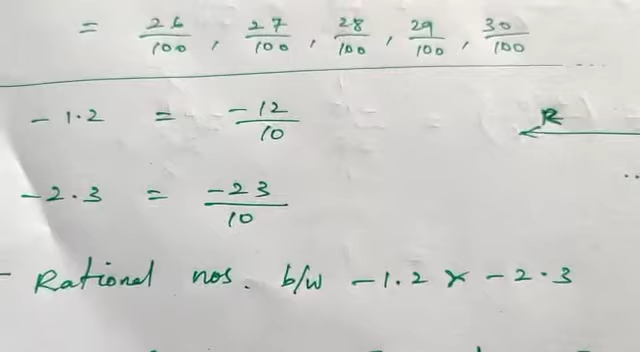 = 26/100, 27/100, 28/100, 29/100, 30/100
- 1.2 = -12/10
R
-2.3 = -23/10
- Rational nos. b/w -1.2 & -2.3